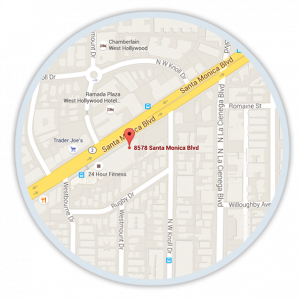 Chamberlain
West Hollywood
N W Knoll Dr
Ramada Plaza
West Hollywood Hotel...
Santa Monica Blvd
Romaine St
N La Cienega Blvd
Trader Joe's
2
8578 Santa Monica Blvd
Santa Monica Blvd
24 Hour Fitness
Rugby Dr
Westbourne Dr
Westmount Dr
N W Knoll Dr
N La Cienega Blvd
Willoughby Ave